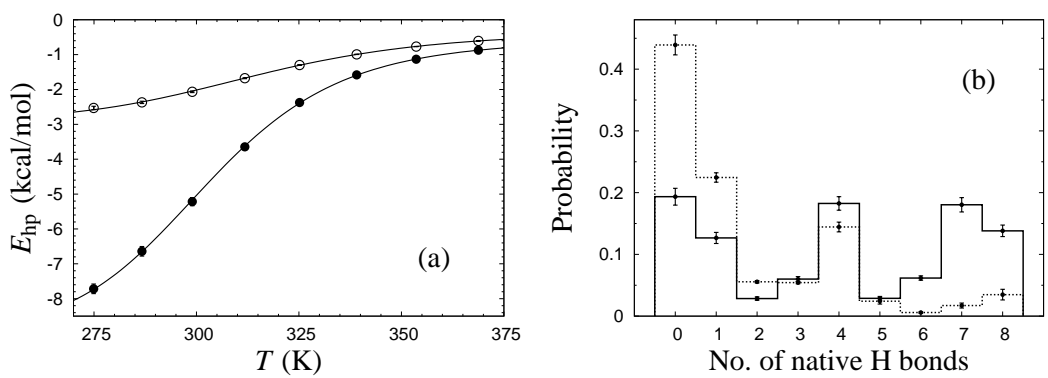 0
-1
-2
-3
-4
-5
-6
-7
-8
E_hp (kcal/mol)
(a)
275 300 325 350 375
T (K)
0.4
0.3
0.2
0.1
0
Probability
(b)
0 1 2 3 4 5 6 7 8
No. of native H bonds